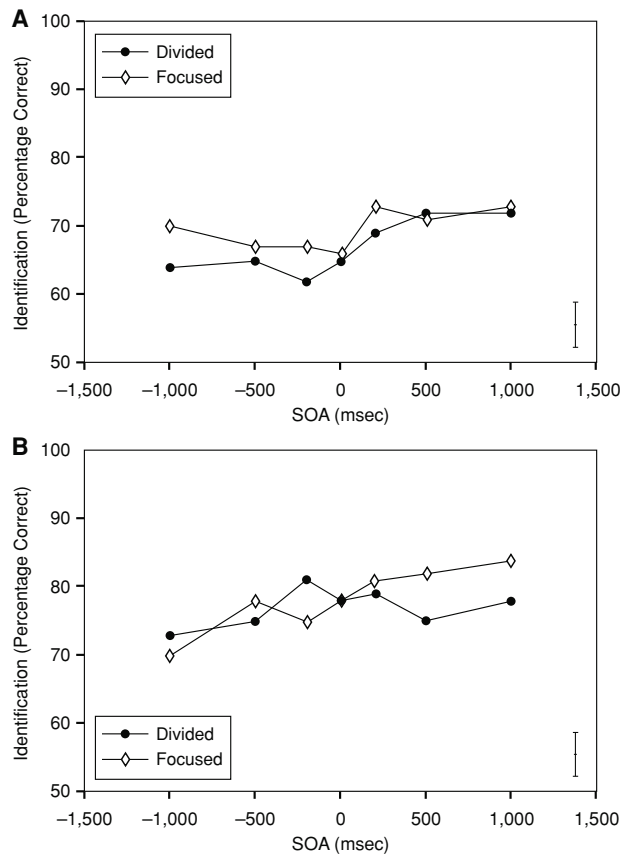 A
100
90
80
70
60
50
Identification (Percentage Correct)
Divided
Focused
–1,500 –1,000 –500 0 500 1,000 1,500
SOA (msec)
B
100
90
80
70
60
50
Identification (Percentage Correct)
Divided
Focused
–1,500 –1,000 –500 0 500 1,000 1,500
SOA (msec)